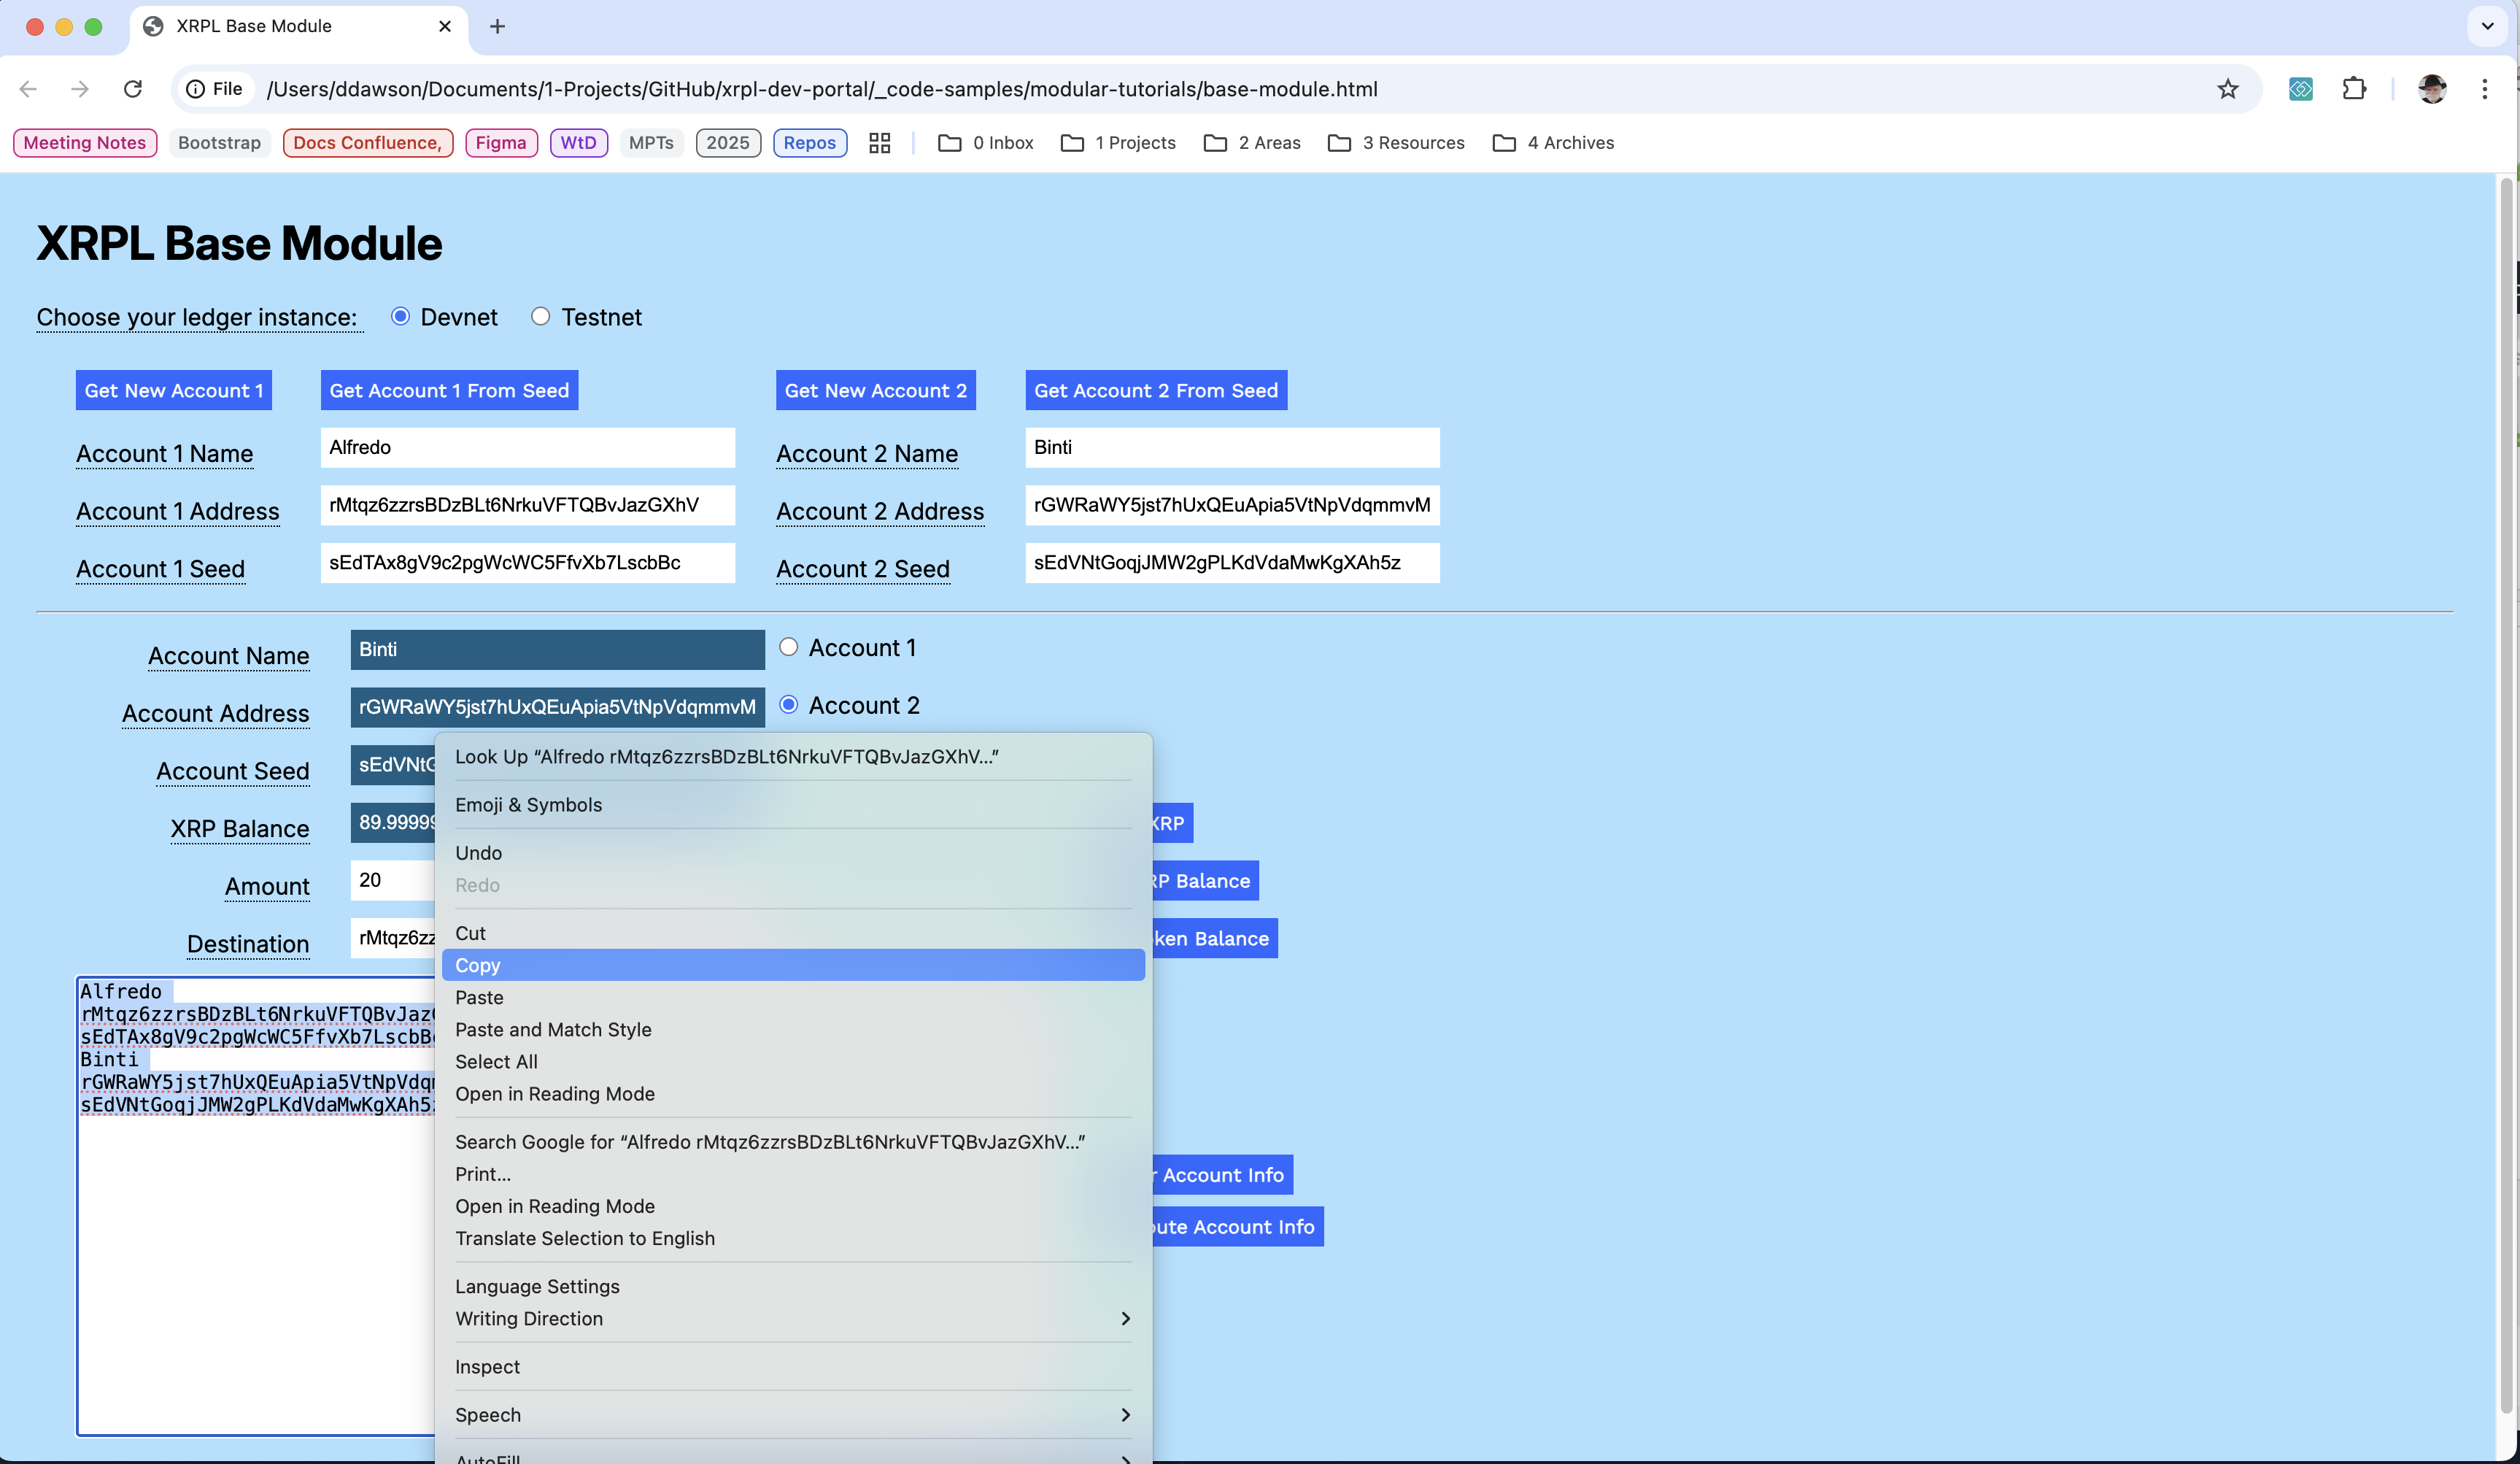 XRPL Base Module
File /Users/ddawson/Documents/1-Projects/GitHub/xrpl-dev-portal/_code-samples/modular-tutorials/base-module.html
Meeting Notes Bootstrap Docs Confluence, Figma WtD MPTs 2025 Repos 0 Inbox 1 Projects 2 Areas 3 Resources 4 Archives
XRPL Base Module
Choose your ledger instance: Devnet Testnet
Get New Account 1 Get Account 1 From Seed Get New Account 2 Get Account 2 From Seed
Account 1 Name Alfredo Account 2 Name Binti
Account 1 Address rMtqz6zzrsBDzBLt6NrkuVFTQBvJazGXhV Account 2 Address rGWRaWY5jst7hUxQEuApia5VtNpVdqmmvM
Account 1 Seed sEdTAx8gV9c2pgWcWC5FfvXb7LscbBc Account 2 Seed sEdVNtGoqjJMW2gPLKdVdaMwKgXAh5z
Account Name Binti Account 1
Account Address rGWRaWY5jst7hUxQEuApia5VtNpVdqmmvM Account 2
Account Seed sEdVNtG
XRP Balance 89.99999 XRP
Amount 20 RP Balance
Destination rMtqz6zz ken Balance
Alfredo
rMtqz6zzrsBDzBLt6NrkuVFTQBvJaz
sEdTAx8gV9c2pgWcWC5FfvXb7LscbB
Binti
rGWRaWY5jst7hUxQEuApia5VtNpVdq
sEdVNtGoqjJMW2gPLKdVdaMwKgXAh5
r Account Info
ute Account Info
Look Up “Alfredo rMtqz6zzrsBDzBLt6NrkuVFTQBvJazGXhV...”
Emoji & Symbols
Undo
Redo
Cut
Copy
Paste
Paste and Match Style
Select All
Open in Reading Mode
Search Google for “Alfredo rMtqz6zzrsBDzBLt6NrkuVFTQBvJazGXhV...”
Print...
Open in Reading Mode
Translate Selection to English
Language Settings
Writing Direction
Inspect
Speech
AutoFill